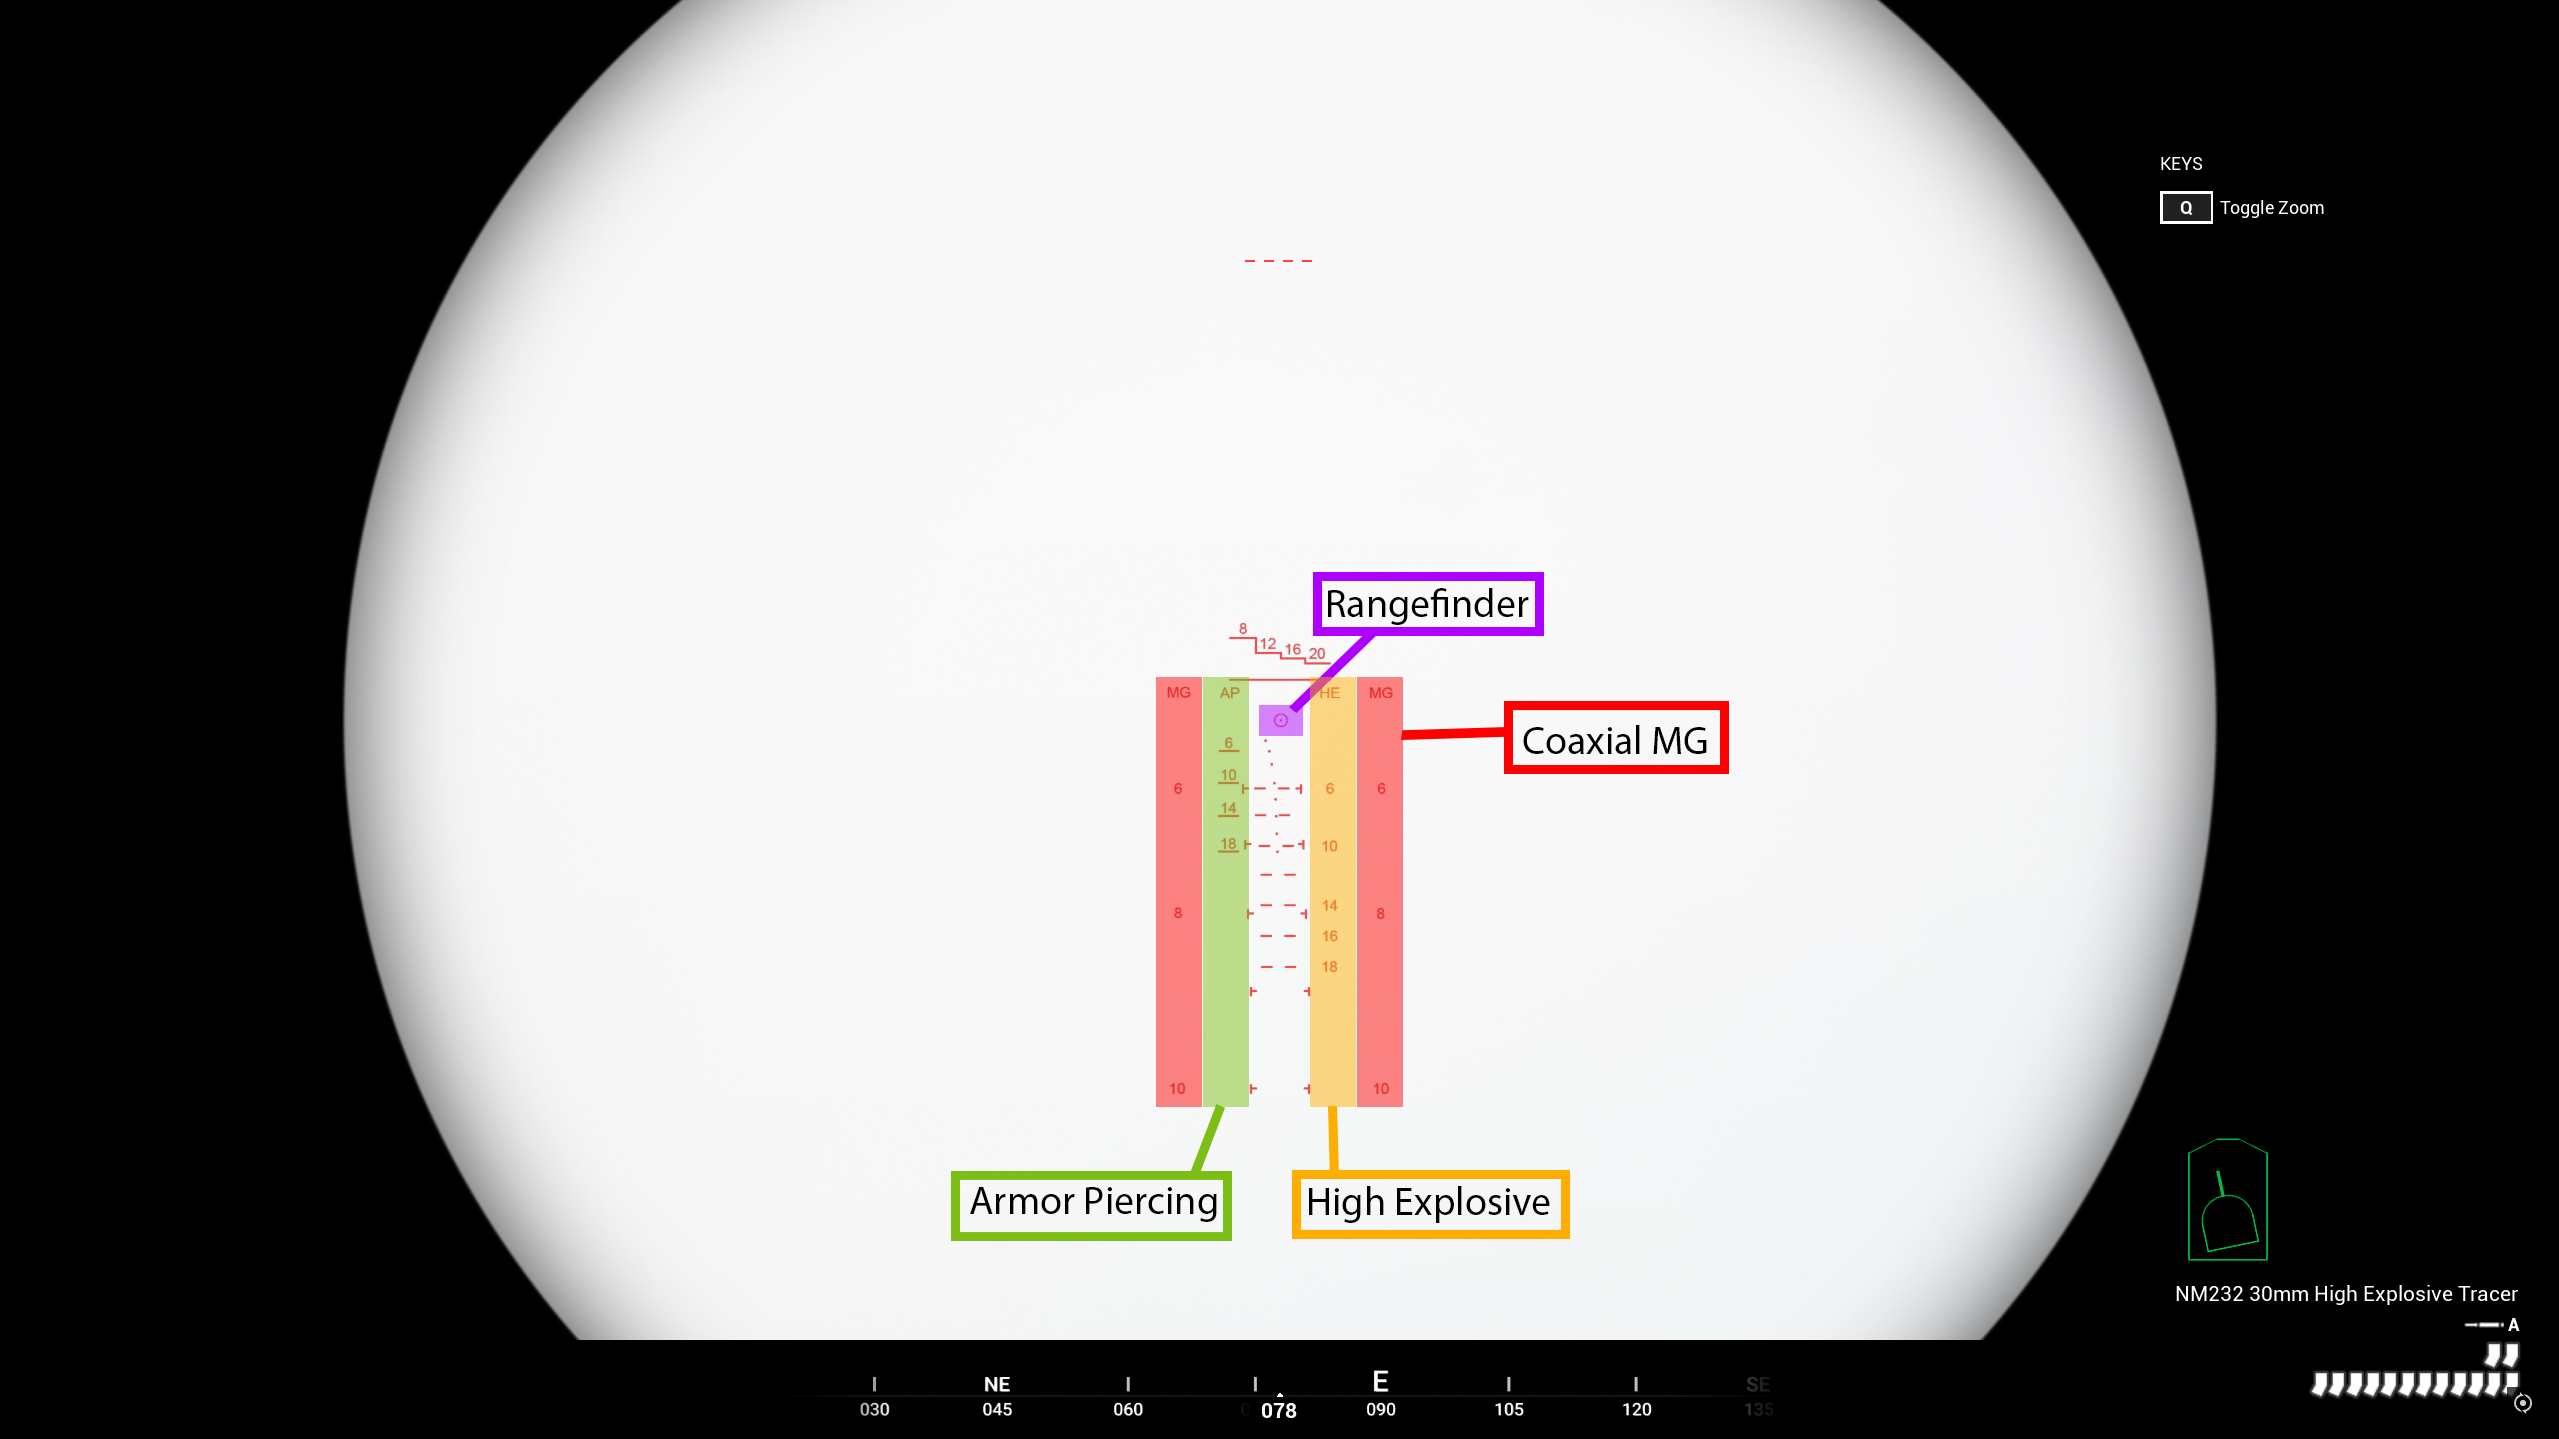 KEYS
Q Toggle Zoom
Rangefinder
8
12
16
20
MG AP HE MG
Coaxial MG
6
10
6 6 6
14
18 10
8 14 8
16
18
10 10
Armor Piercing High Explosive
NM232 30mm High Explosive Tracer
A
NE E SE
030 045 060 078 090 105 120 135